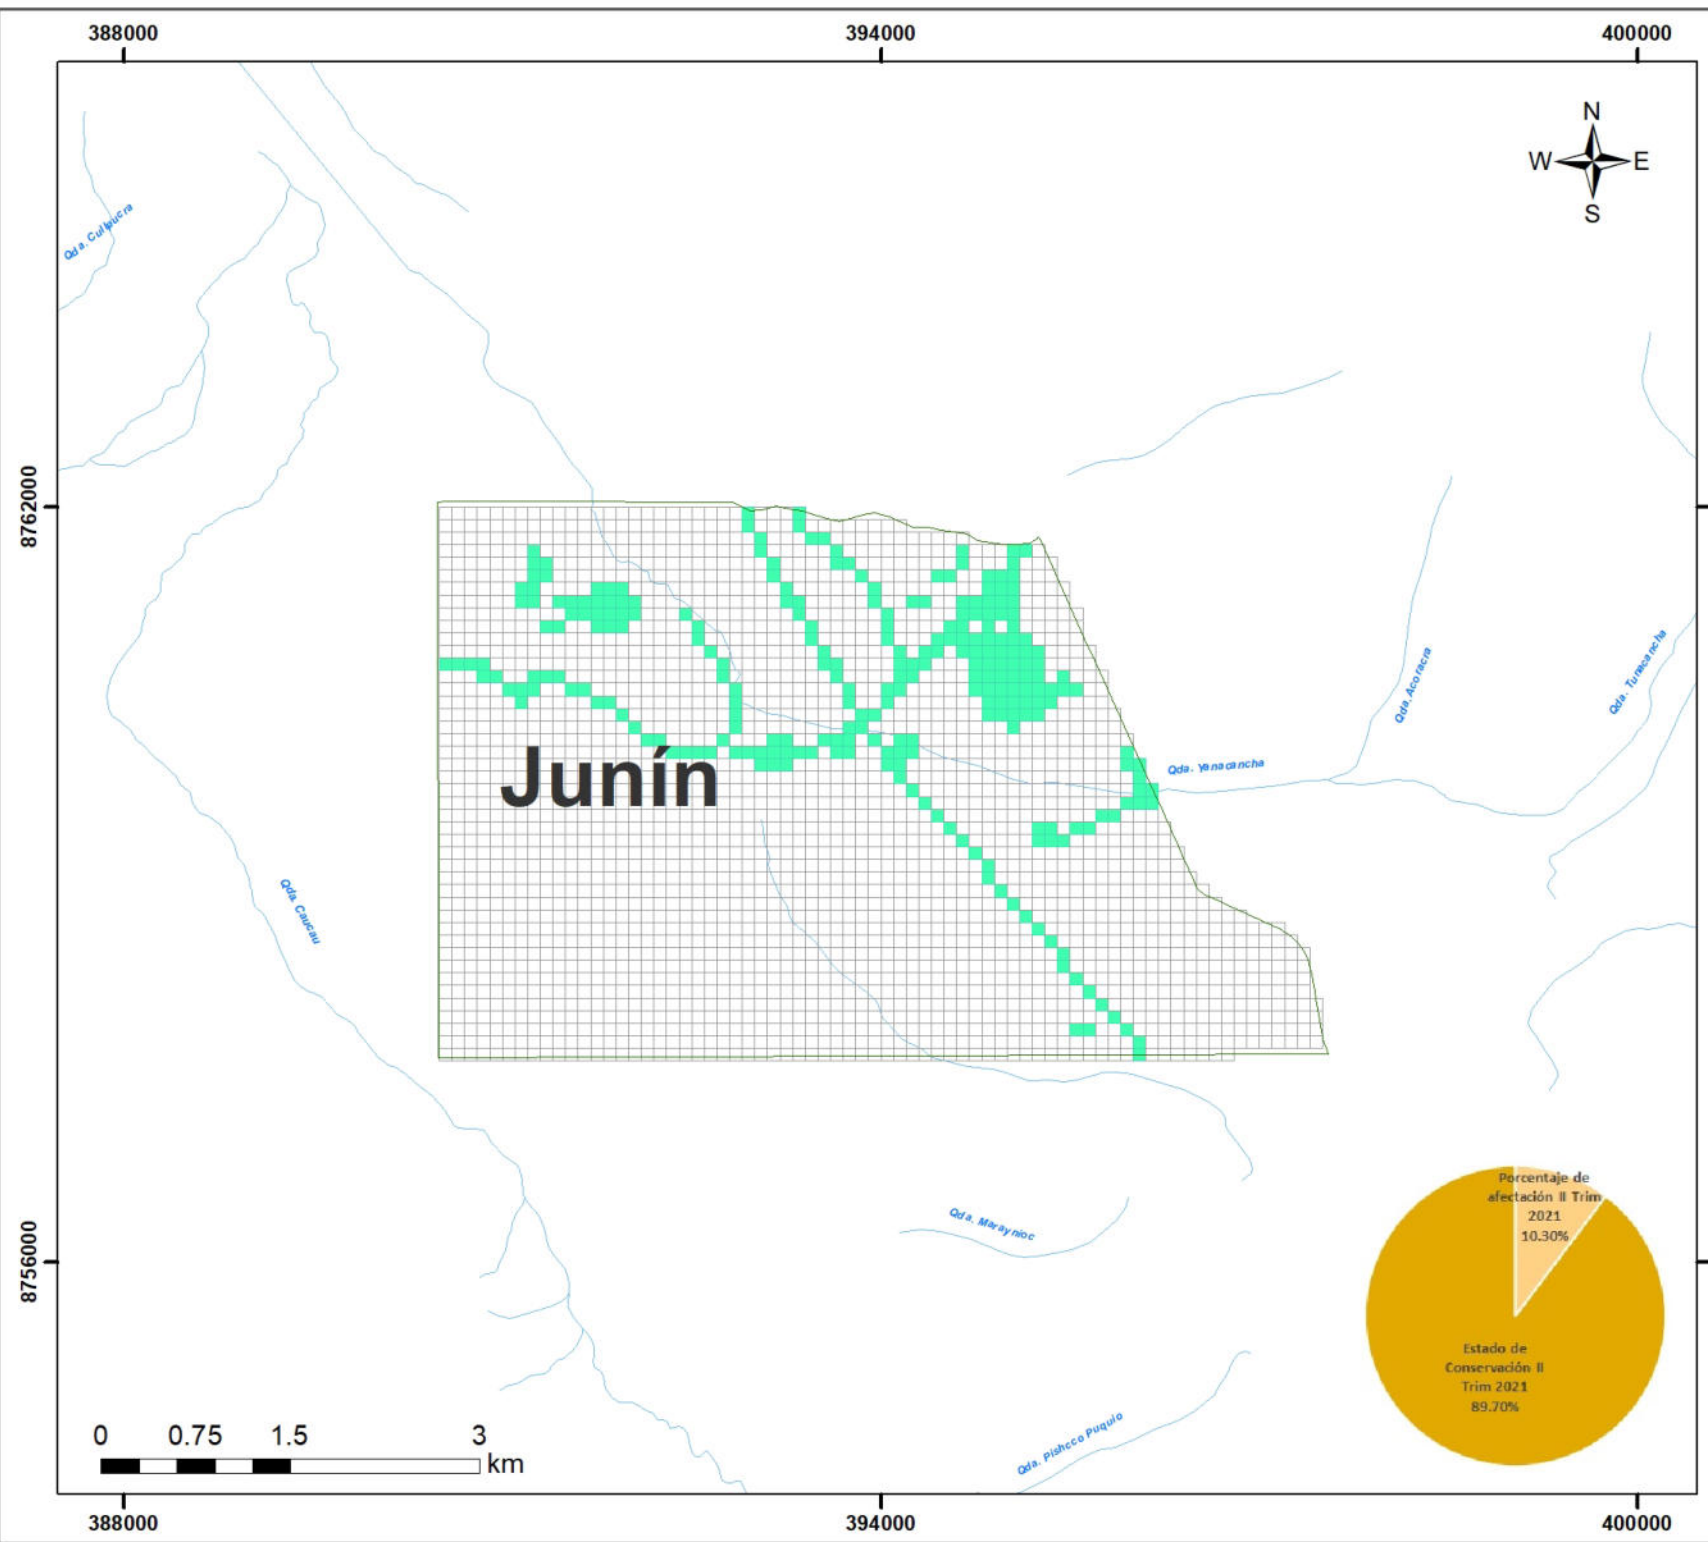 388000
394000
400000
N
W
E
S
Qda. Cullpucra
8762000
Qda. Acoracra
Qda. Tunacancha
Qda. Yanacancha
Junín
Qda. Caucau
Qda. Maraynioc
8756000
Porcentaje de
afectación II Trim
2021
10.30%
Estado de
Conservación II
Trim 2021
89.70%
Qda. Pishcco Puquio
0
0.75
1.5
3
km
388000
394000
400000